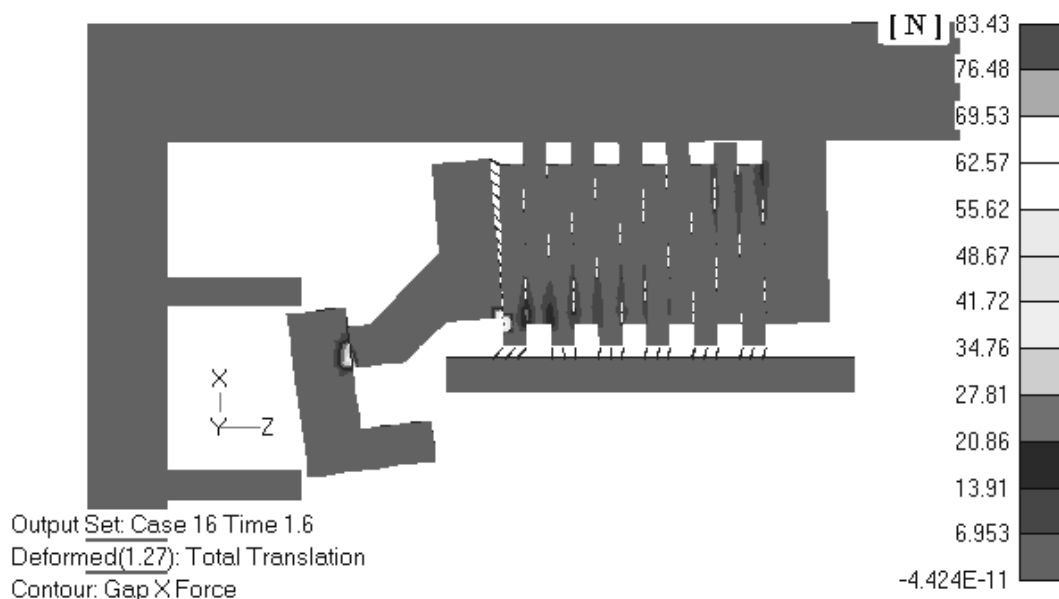 [ N ]
83.43
76.48
69.53
62.57
55.62
48.67
41.72
34.76
27.81
20.86
13.91
6.953
-4.424E-11
X
Y Z
Output Set: Case 16 Time 1.6
Deformed(1.27): Total Translation
Contour: Gap X Force